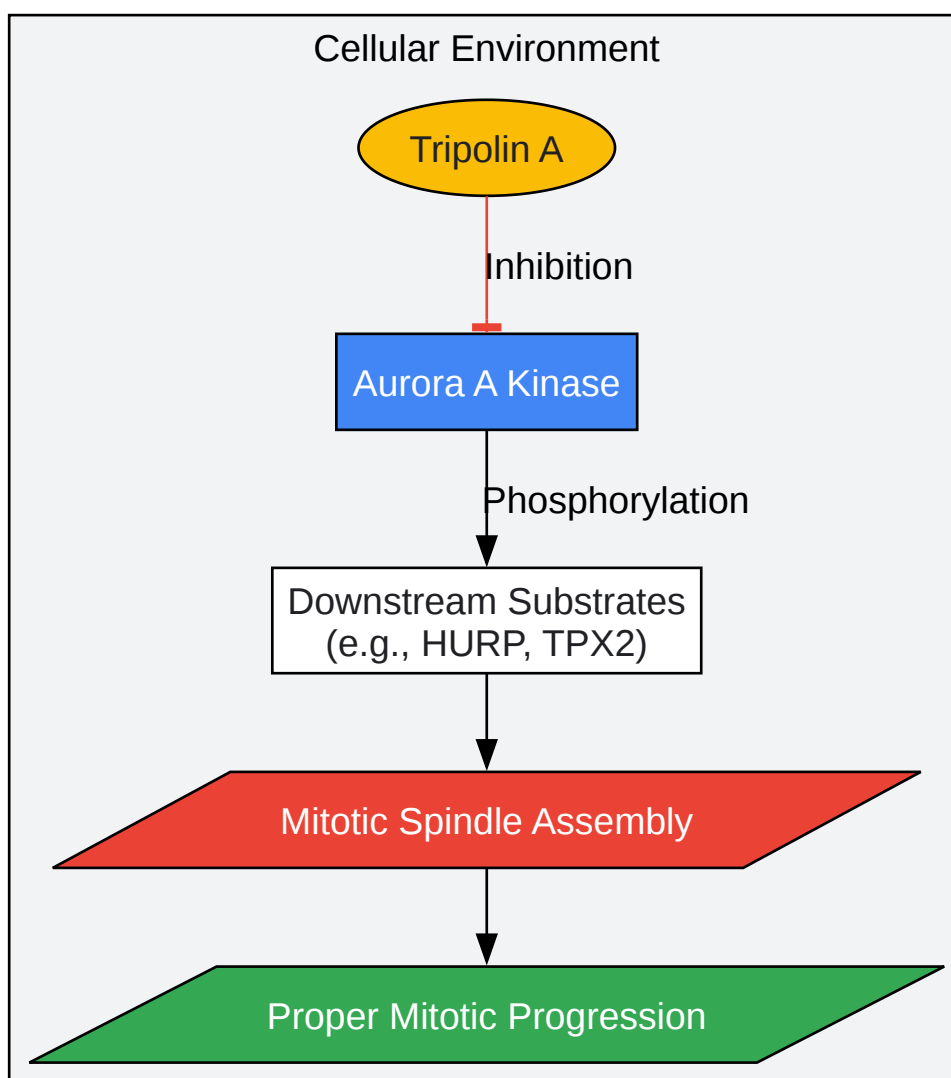 Cellular Environment
Tripolin A
Inhibition
Aurora A Kinase
Phosphorylation
Downstream Substrates
(e.g., HURP, TPX2)
Mitotic Spindle Assembly
Proper Mitotic Progression